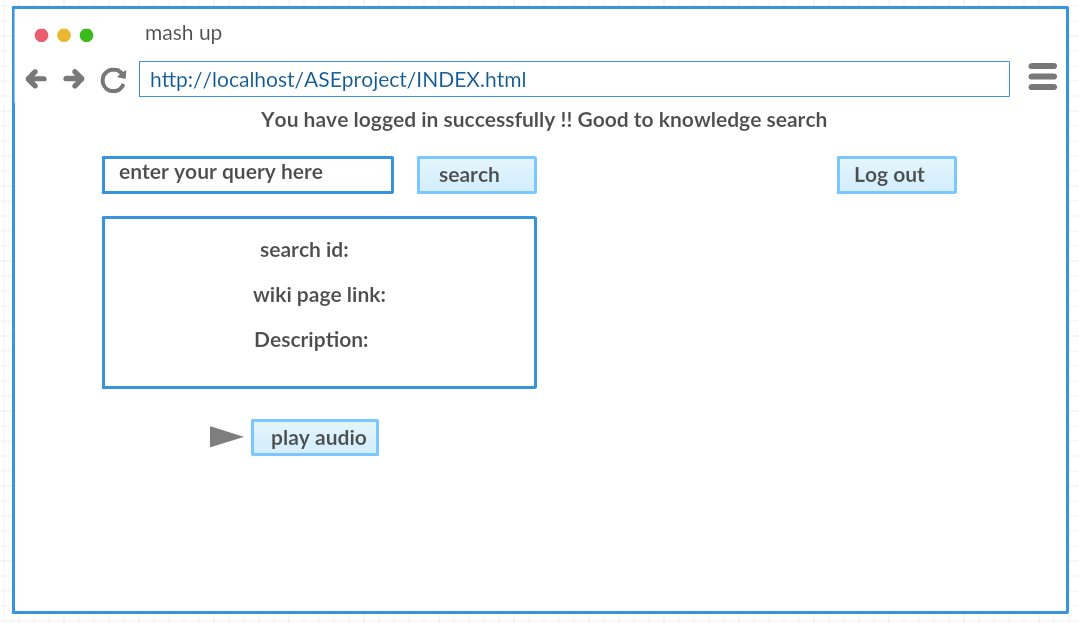 mash up
http://localhost/ASEproject/INDEX.html
You have logged in successfully !! Good to knowledge search
enter your query here
search
Log out
search id:
wiki page link:
Description:
play audio